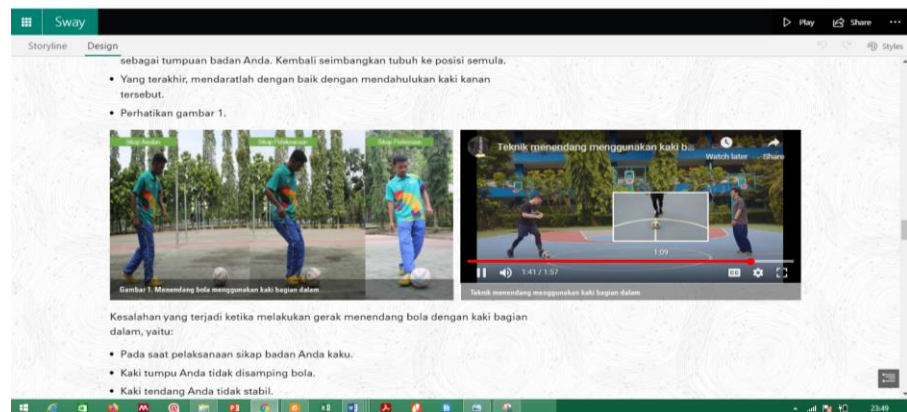 Sway
Play
Share
Storyline
Design
Styles
sebagai tumpuan badan Anda. Kembali seimbangkan tubuh ke posisi semula.
• Yang terakhir, mendaratlah dengan baik dengan mendahulukan kaki kanan
tersebut.
• Perhatikan gambar 1.
Sikap Awalan
Sikap Pelaksanaan
Gambar 1. Menendang bola menggunakan kaki bagian dalam
Teknik menendang menggunakan kaki b...
Watch later
Share
1:09
1:41 / 1:57
Teknik menendang menggunakan kaki bagian dalam
Kesalahan yang terjadi ketika melakukan gerak menendang bola dengan kaki bagian
dalam, yaitu:
• Pada saat pelaksanaan sikap badan Anda kaku.
• Kaki tumpu Anda tidak disamping bola.
• Kaki tendang Anda tidak stabil.
23:49